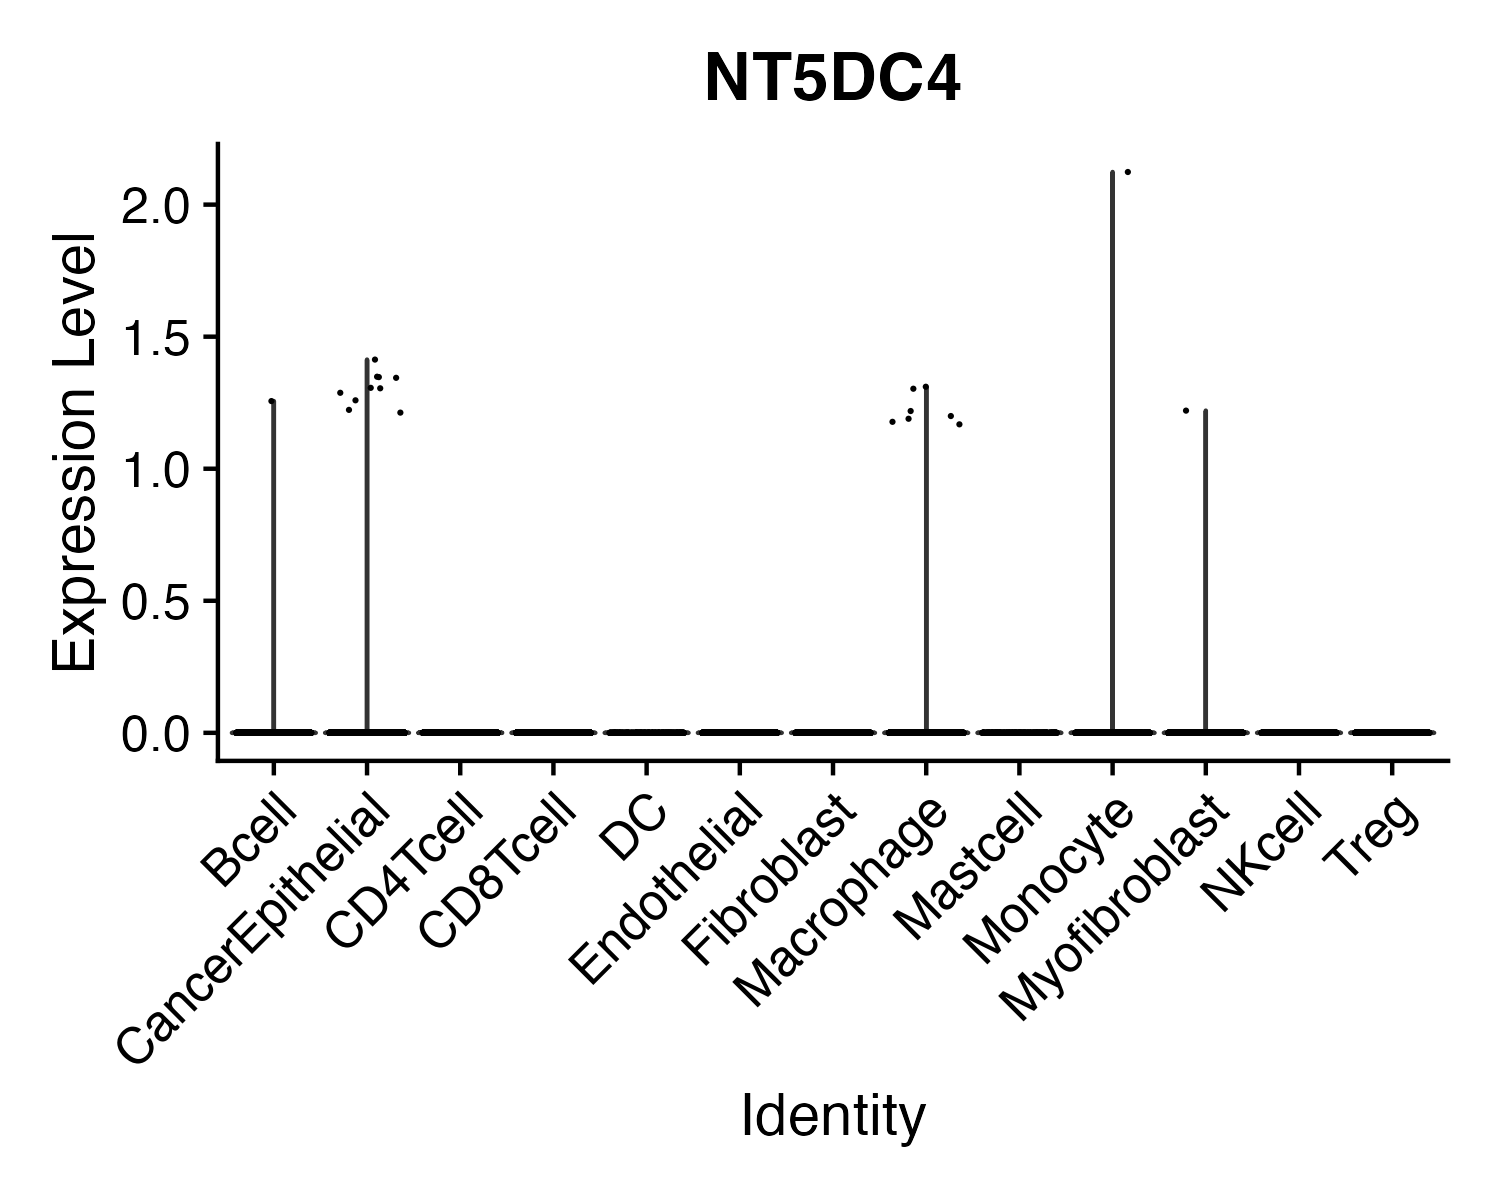 NT5DC4
Expression Level
2.0
1.5
1.0
0.5
0.0
Bcell
CancerEpithelial
CD4Tcell
CD8Tcell
DC
Endothelial
Fibroblast
Macrophage
Mastcell
Monocyte
Myofibroblast
NKcell
Treg
Identity